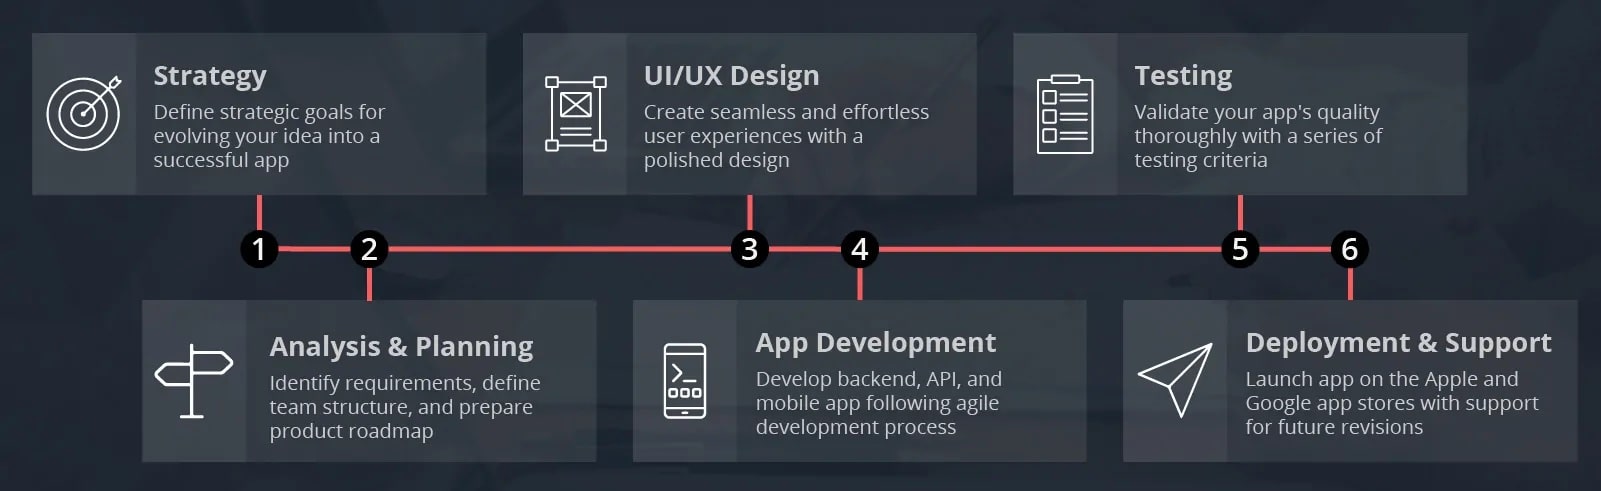 Strategy
Define strategic goals for
evolving your idea into a
successful app
UI/UX Design
Create seamless and effortless
user experiences with a
polished design
Testing
Validate your app's quality
thoroughly with a series of
testing criteria
1
2
3
4
5
6
Analysis & Planning
Identify requirements, define
team structure, and prepare
product roadmap
App Development
Develop backend, API, and
mobile app following agile
development process
Deployment & Support
Launch app on the Apple and
Google app stores with support
for future revisions